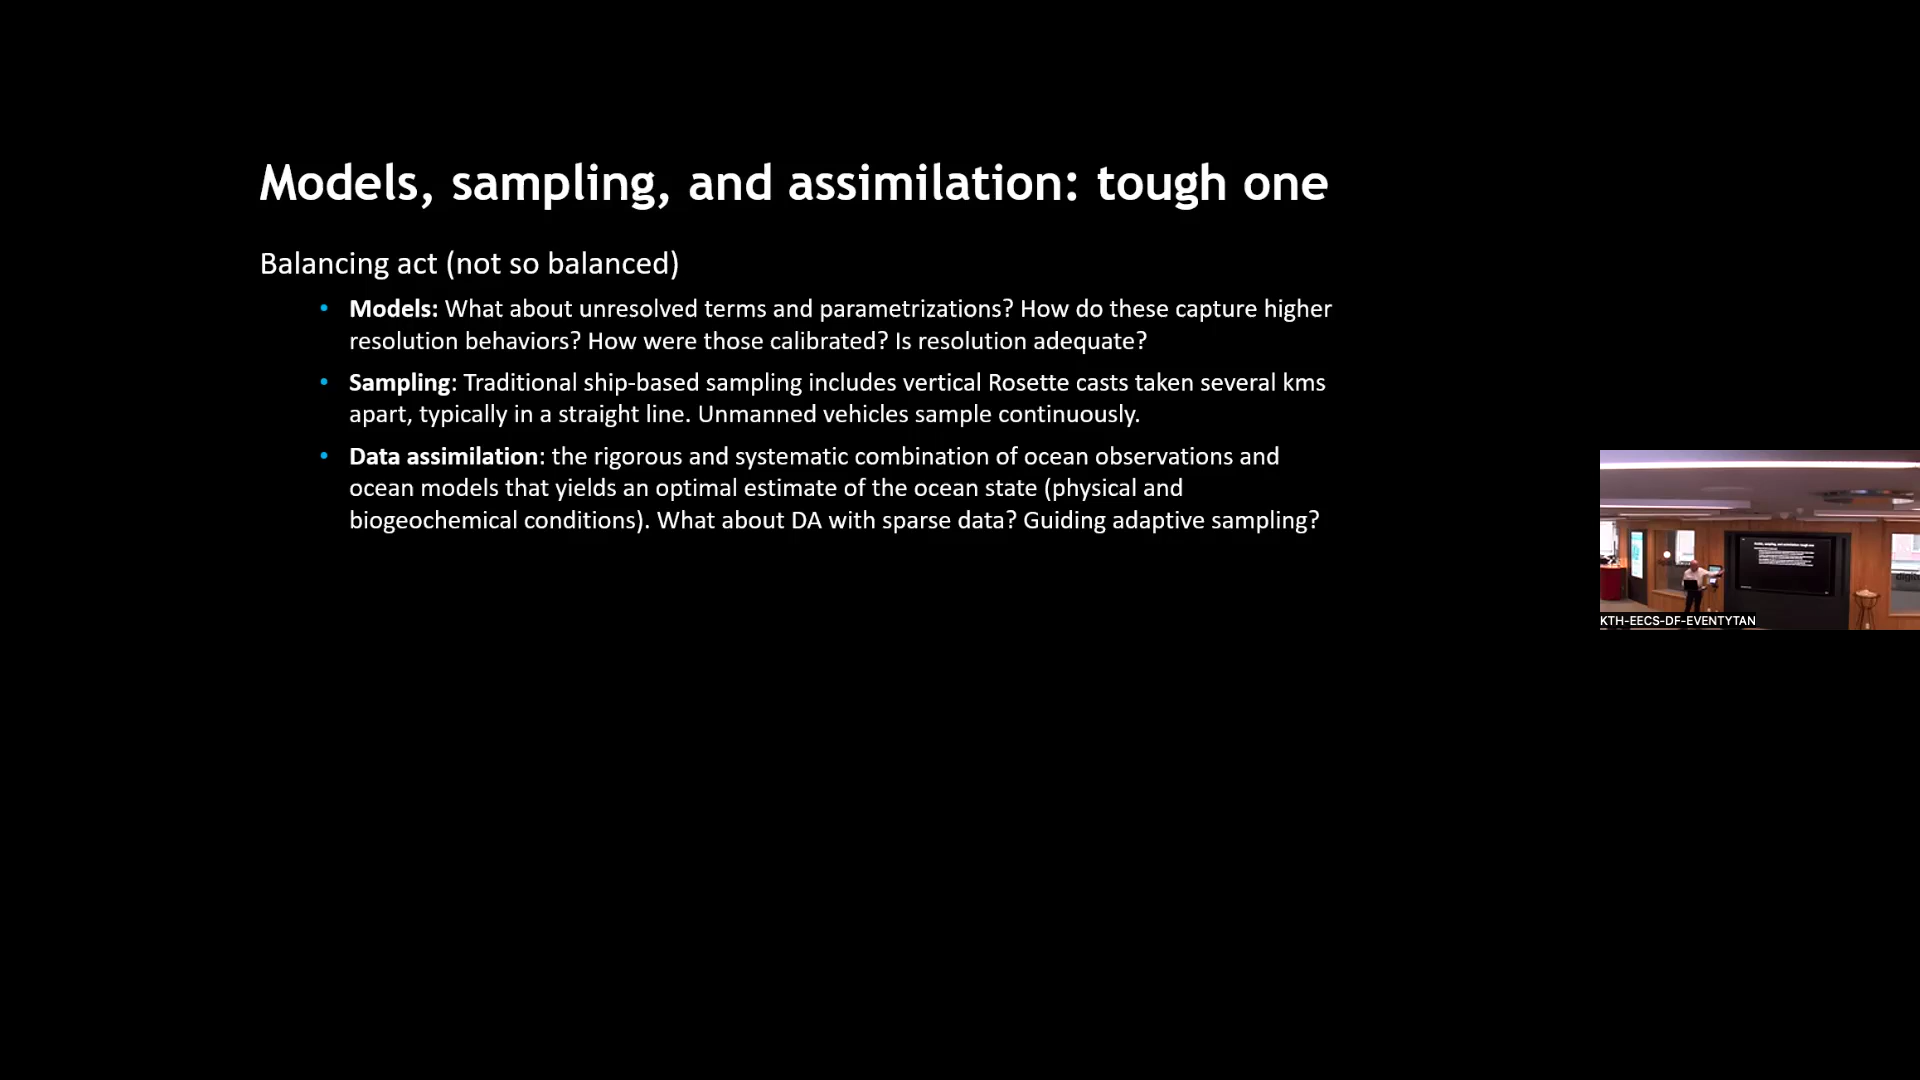 Models, sampling, and assimilation: tough one
Balancing act (not so balanced)
• Models: What about unresolved terms and parametrizations? How do these capture higher
resolution behaviors? How were those calibrated? Is resolution adequate?
• Sampling: Traditional ship-based sampling includes vertical Rosette casts taken several kms
apart, typically in a straight line. Unmanned vehicles sample continuously.
• Data assimilation: the rigorous and systematic combination of ocean observations and
ocean models that yields an optimal estimate of the ocean state (physical and
biogeochemical conditions). What about DA with sparse data? Guiding adaptive sampling?
KTH-EECS-DF-EVENTYTAN